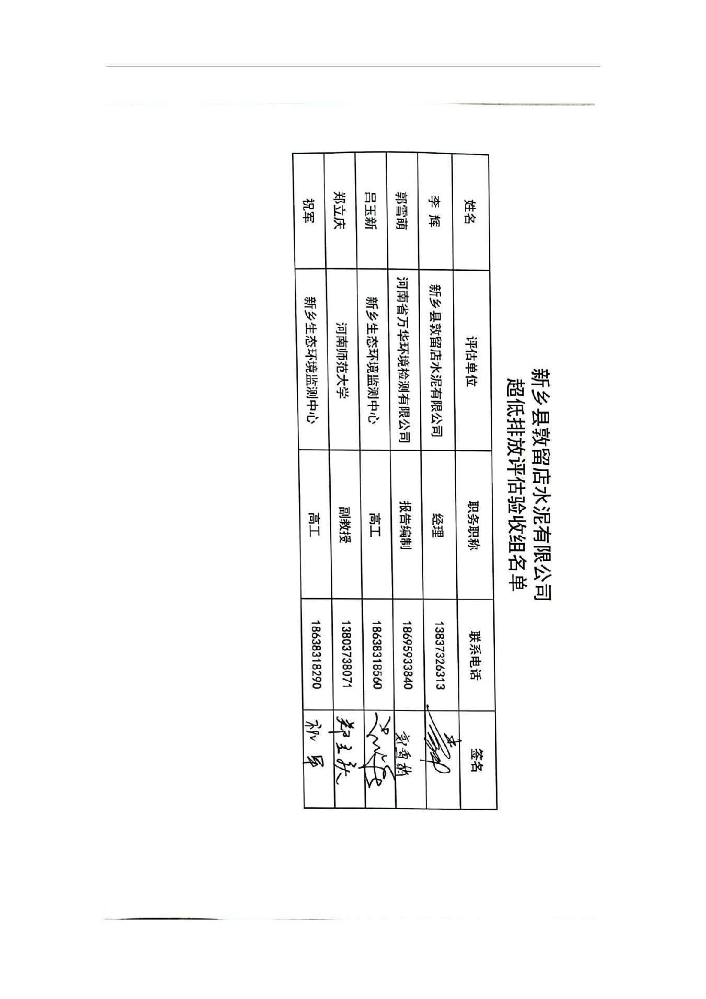 新乡县敦留店水泥有限公司
超低排放评估验收组名单
姓名 评估单位 职务职称 联系电话 签名
李 辉 新乡县敦留店水泥有限公司 经理 13837326313
郭雪萌 河南省万华环境检测有限公司 报告编制 18695933840 郭雪萌
吕玉新 新乡生态环境监测中心 高工 18638318560
郑立庆 河南师范大学 副教授 13803738071 郑立庆
祝军 新乡生态环境监测中心 高工 18638318290 祝军